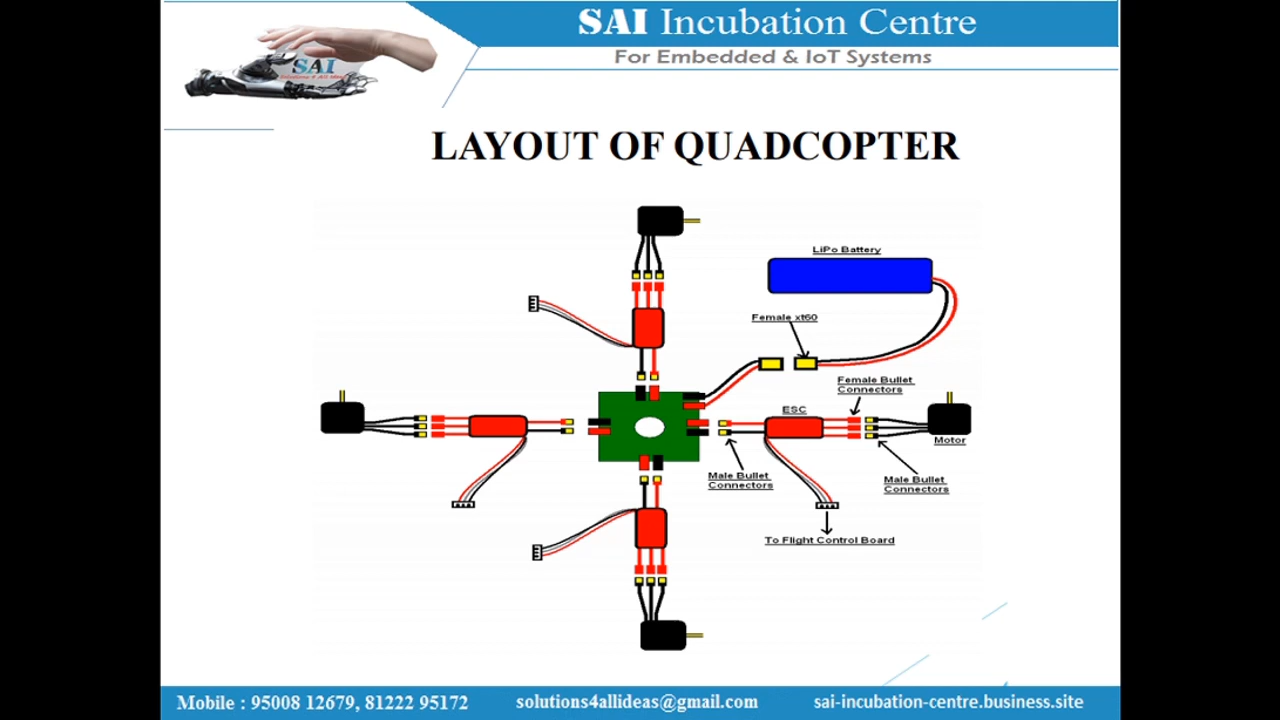 SAI Incubation Centre
For Embedded & IoT Systems
SAI
LAYOUT OF QUADCOPTER
LiPo Battery
Female xt60
Female Bullet
Connectors
ESC
Motor
Male Bullet
Connectors
Male Bullet
Connectors
To Flight Control Board
Mobile : 95008 12679, 81222 95172
solutions4allideas@gmail.com
sai-incubation-centre.business.site